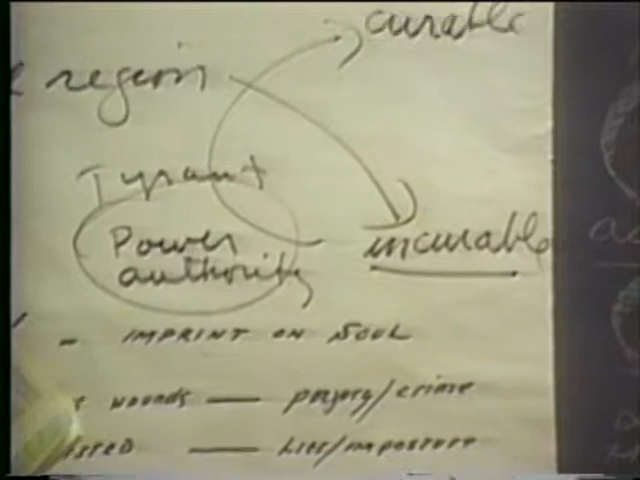 curable
region
Tyrant
Power
authority
incurable
- IMPRINT ON SOUL
wounds — perjury/crime
— lies/imposture